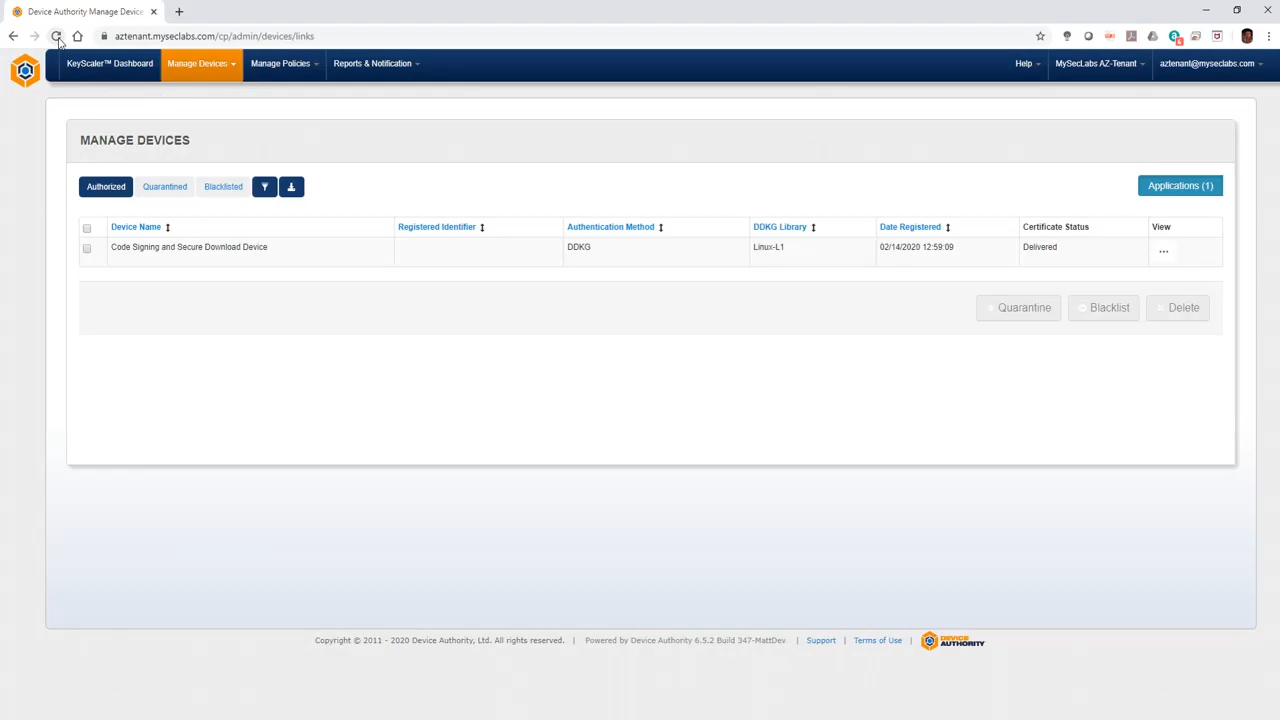 Device Authority Manage Device
aztenant.myseclabs.com/cp/admin/devices/links
6
KeyScaler™ Dashboard
Manage Devices
Manage Policies
Reports & Notification
Help
MySecLabs AZ-Tenant
aztenant@myseclabs.com
MANAGE DEVICES
Authorized
Quarantined
Blacklisted
Applications (1)
Device Name
Registered Identifier
Authentication Method
DDKG Library
Date Registered
Certificate Status
View
Code Signing and Secure Download Device
DDKG
Linux-L1
02/14/2020 12:59:09
Delivered
...
Quarantine
Blacklist
Delete
Copyright © 2011 - 2020 Device Authority, Ltd. All rights reserved. | Powered by Device Authority 6.5.2 Build 347-MattDev | Support | Terms of Use |
DEVICE
AUTHORITY